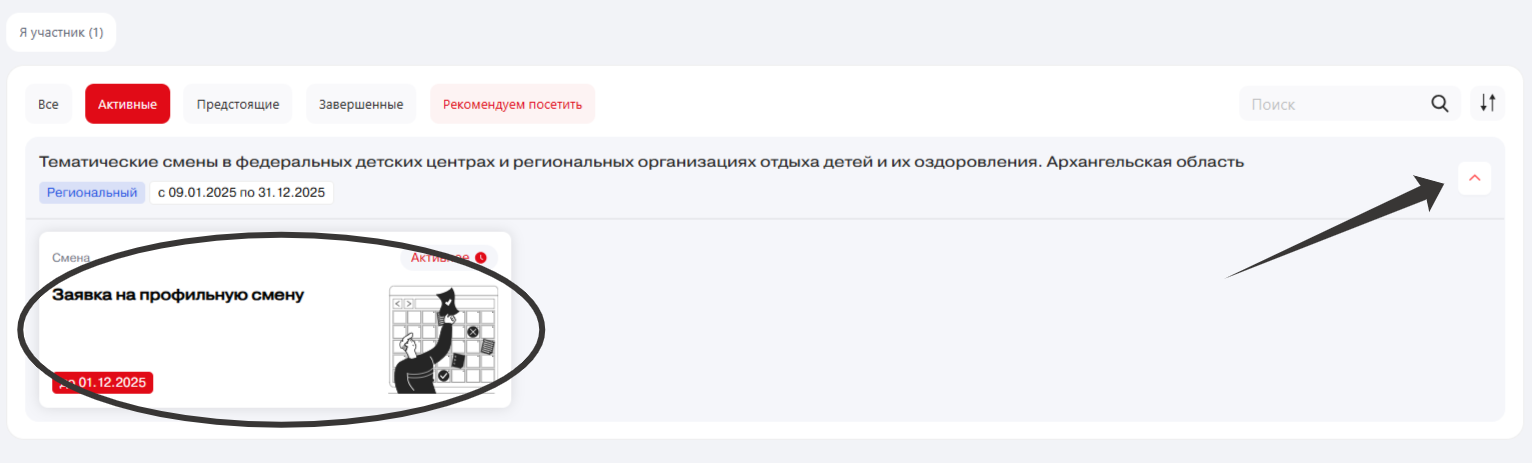 Я участник (1)
Все Активные Предстоящие Завершенные Рекомендуем посетить Поиск
Тематические смены в федеральных детских центрах и региональных организациях отдыха детей и их оздоровления. Архангельская область
Региональный с 09.01.2025 по 31.12.2025
Смена Активное
Заявка на профильную смену
до 01.12.2025